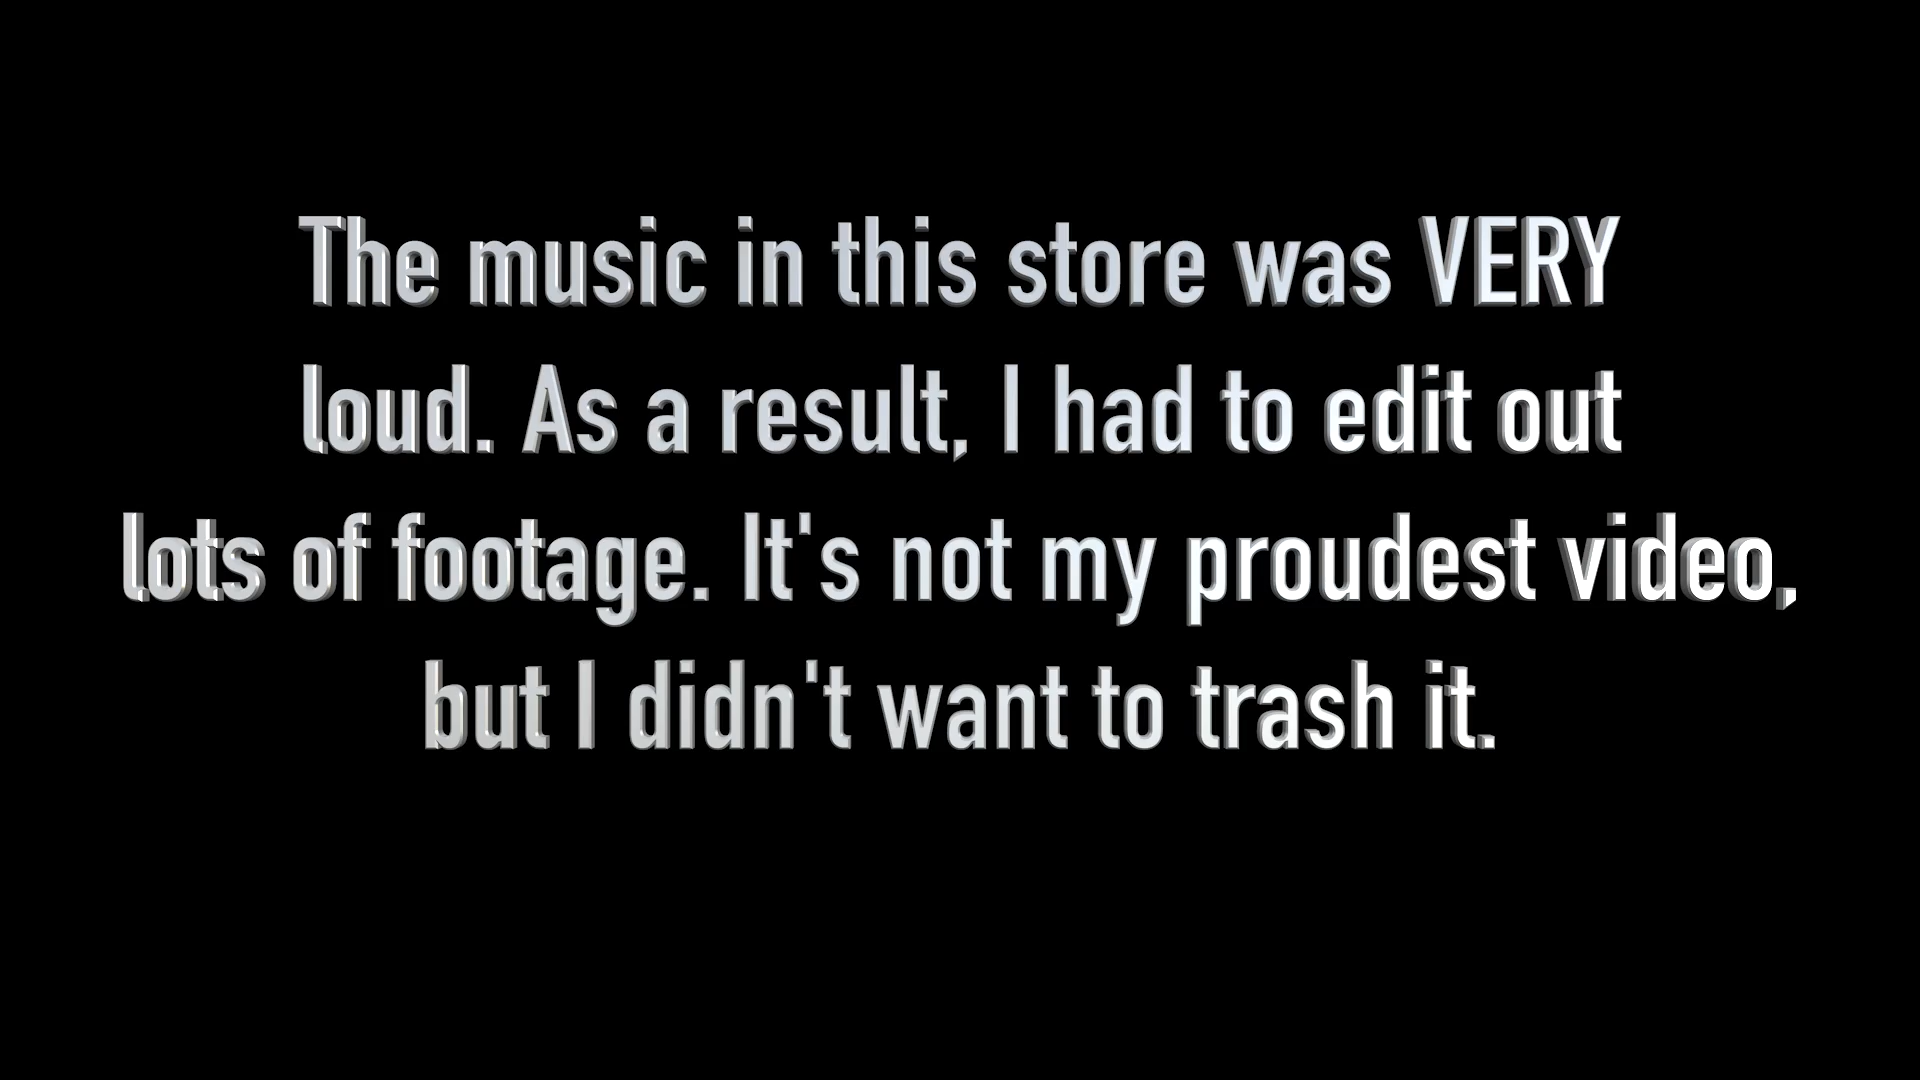 The music in this store was VERY
loud. As a result, I had to edit out
lots of footage. It's not my proudest video,
but I didn't want to trash it.